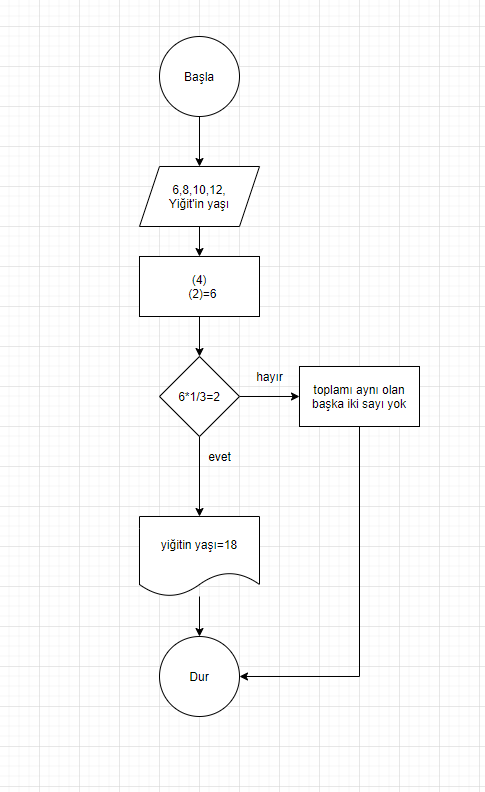 Başla
6,8,10,12,
Yiğit'in yaşı
(4)
(2)=6
6*1/3=2
hayır
toplamı aynı olan
başka iki sayı yok
evet
yiğitin yaşı=18
Dur